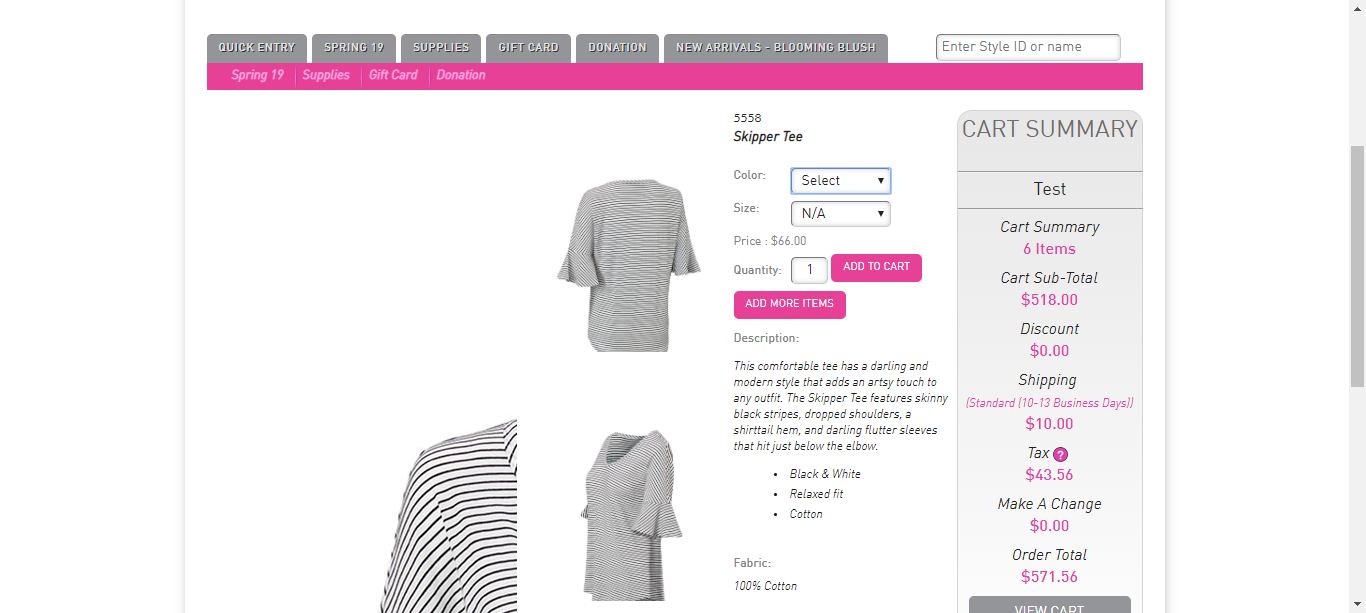 QUICK ENTRY
SPRING 19
SUPPLIES
GIFT CARD
DONATION
NEW ARRIVALS - BLOOMING BLUSH
Enter Style ID or name
Spring 19
Supplies
Gift Card
Donation
5558
Skipper Tee
Color:
Select
Size:
N/A
Price : $66.00
Quantity:
1
ADD TO CART
ADD MORE ITEMS
Description:
This comfortable tee has a darling and
modern style that adds an artsy touch to
any outfit. The Skipper Tee features skinny
black stripes, dropped shoulders, a
shirttail hem, and darling flutter sleeves
that hit just below the elbow.
• Black & White
• Relaxed fit
• Cotton
Fabric:
100% Cotton
CART SUMMARY
Test
Cart Summary
6 Items
Cart Sub-Total
$518.00
Discount
$0.00
Shipping
(Standard (10-13 Business Days))
$10.00
Tax ?
$43.56
Make A Change
$0.00
Order Total
$571.56
VIEW CART